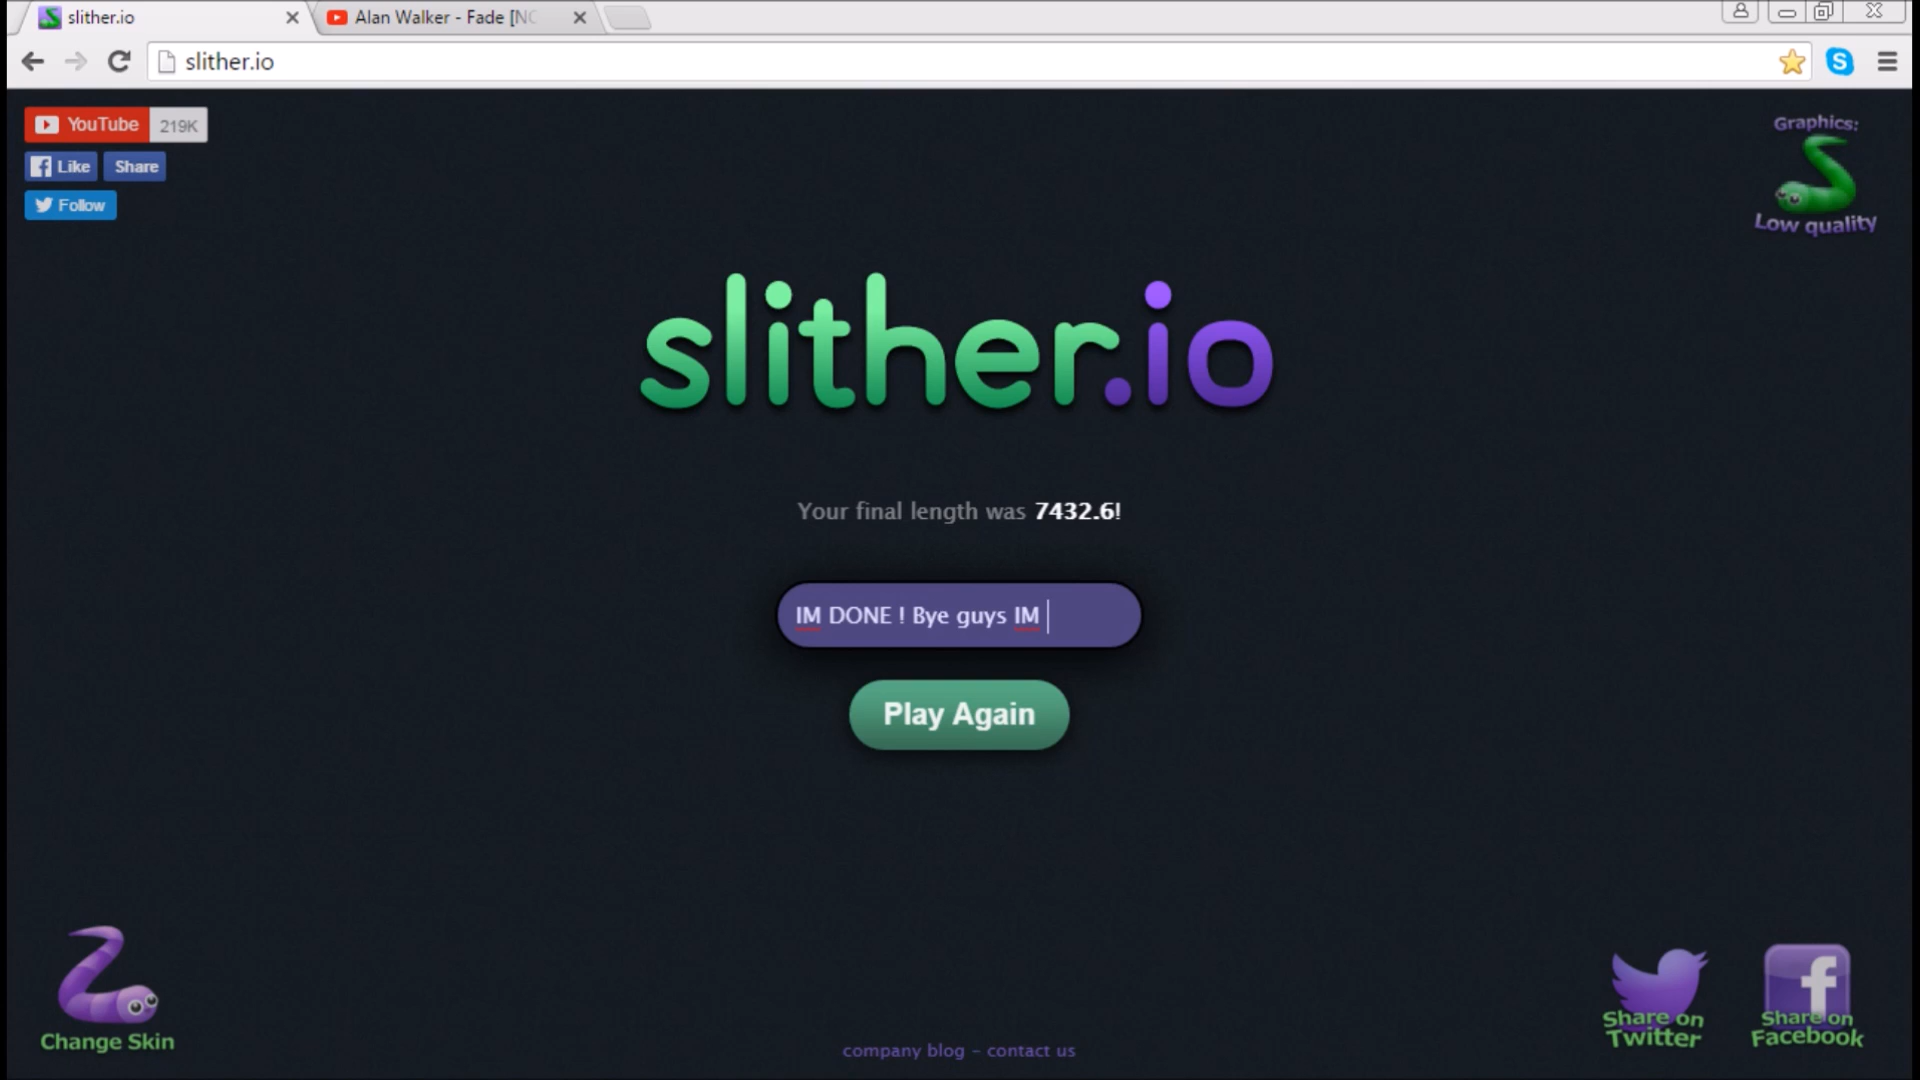 slither.io
Alan Walker - Fade [NC
slither.io
YouTube 219K
Like Share
Follow
Graphics:
Low quality
slither.io
Your final length was 7432.6!
IM DONE ! Bye guys IM
Play Again
Change Skin
company blog - contact us
Share on
Twitter
Share on
Facebook